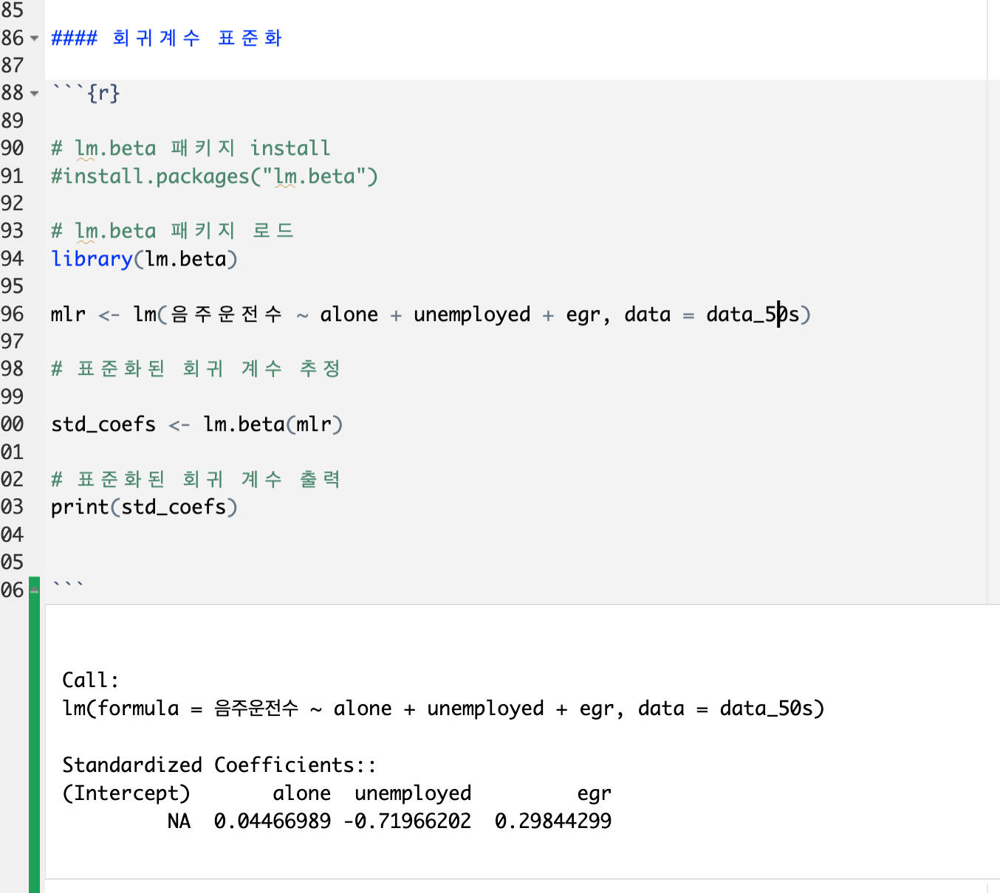 85
86 #### 회귀계수 표준화
87
88 ```{r}
89
90 # lm.beta 패키지 install
91 #install.packages("lm.beta")
92
93 # lm.beta 패키지 로드
94 library(lm.beta)
95
96 mlr <- lm(음주운전수 ~ alone + unemployed + egr, data = data_50s)
97
98 # 표준화된 회귀 계수 추정
99
00 std_coefs <- lm.beta(mlr)
01
02 # 표준화된 회귀 계수 출력
03 print(std_coefs)
04
05
06 ```
Call:
lm(formula = 음주운전수 ~ alone + unemployed + egr, data = data_50s)
Standardized Coefficients::
(Intercept) alone unemployed egr
NA 0.04466989 -0.71966202 0.29844299